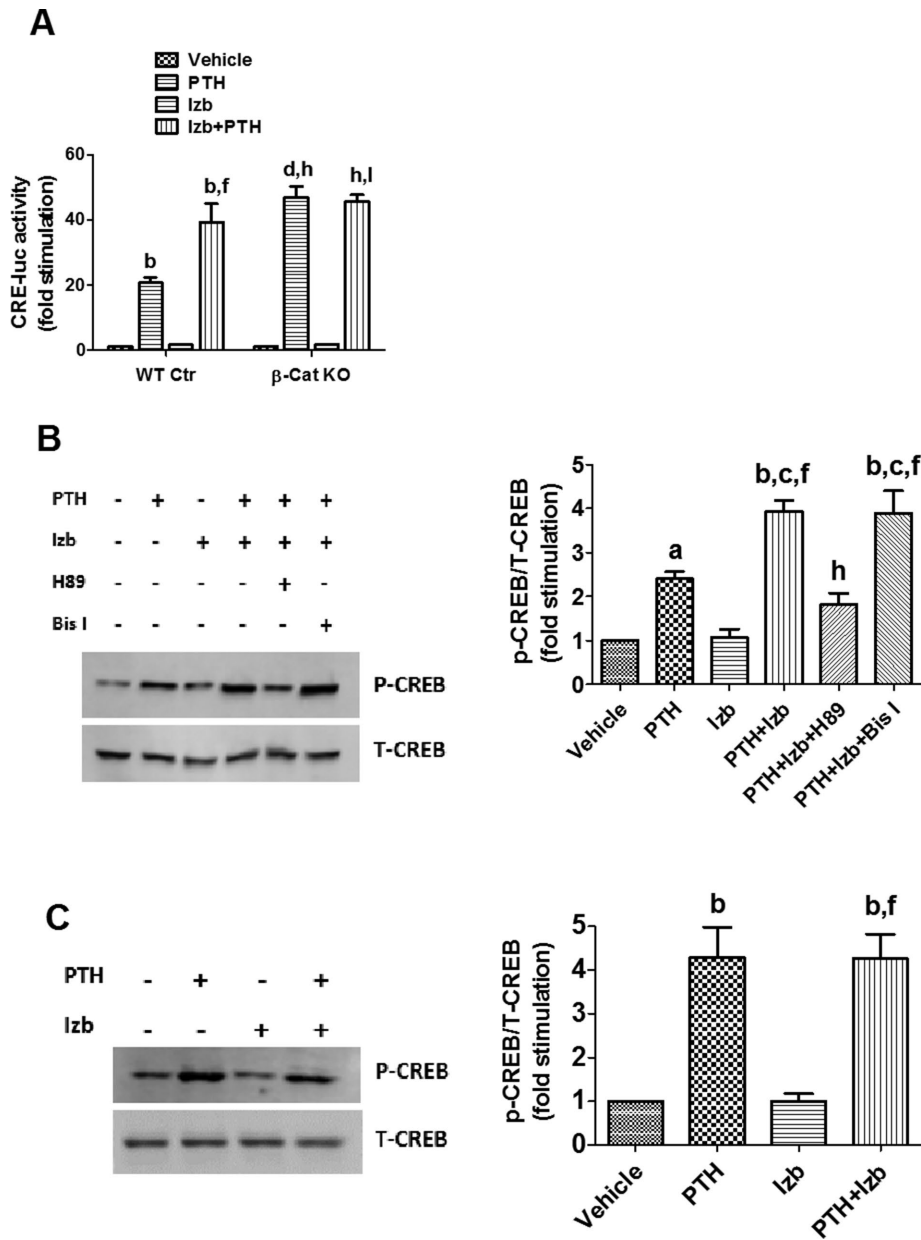 A
Vehicle
PTH
Izb
Izb+PTH
CRE-luc activity
(fold stimulation)
60
40
20
0
b
b,f
d,h
h,I
WT Ctr
β-Cat KO
B
PTH - + - + + +
Izb - - + + + +
H89 - - - - + -
Bis I - - - - - +
P-CREB
T-CREB
p-CREB/T-CREB
(fold stimulation)
5
4
3
2
1
0
a
b,c,f
h
b,c,f
Vehicle
PTH
Izb
PTH+Izb
PTH+Izb+H89
PTH+Izb+Bis I
C
PTH - + - +
Izb - - + +
P-CREB
T-CREB
p-CREB/T-CREB
(fold stimulation)
5
4
3
2
1
0
b
b,f
Vehicle
PTH
Izb
PTH+Izb